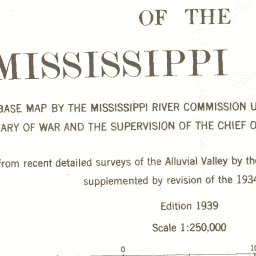 OF THE
MISSISSIPPI
BASE MAP BY THE MISSISSIPPI RIVER COMMISSION U
ARY OF WAR AND THE SUPERVISION OF THE CHIEF O
from recent detailed surveys of the Alluvial Valley by the
supplemented by revision of the 1934
Edition 1939
Scale 1:250,000
0 10